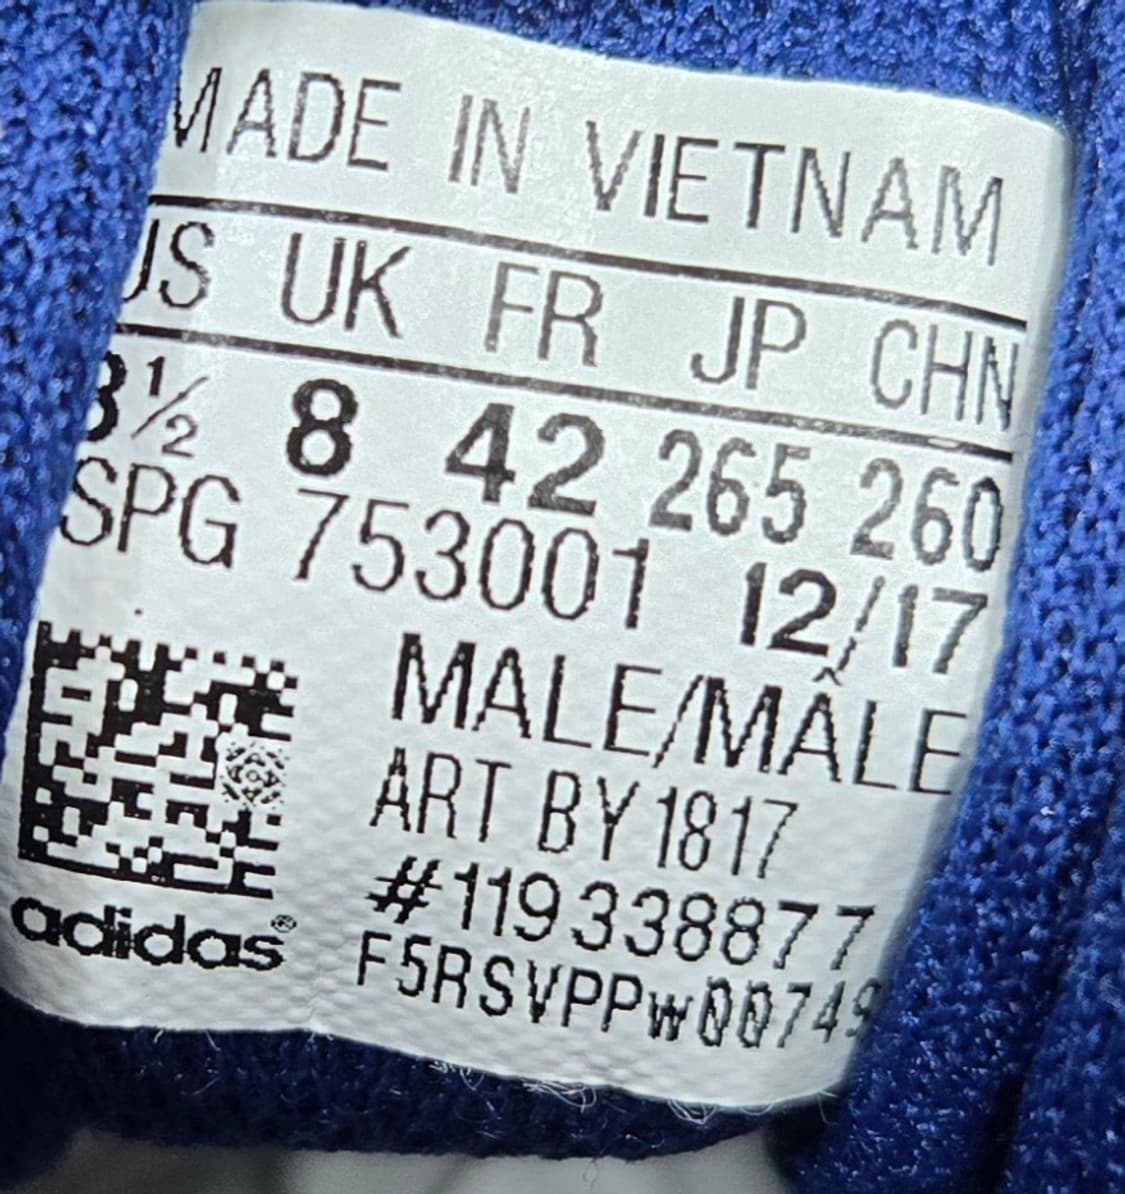 MADE IN VIETNAM
US UK FR JP CHN
8½ 8 42 265 260
SPG 753001 12/17
MALE/MÂLE
ART BY1817
#119338877
adidas®
F5RSVPPw00749